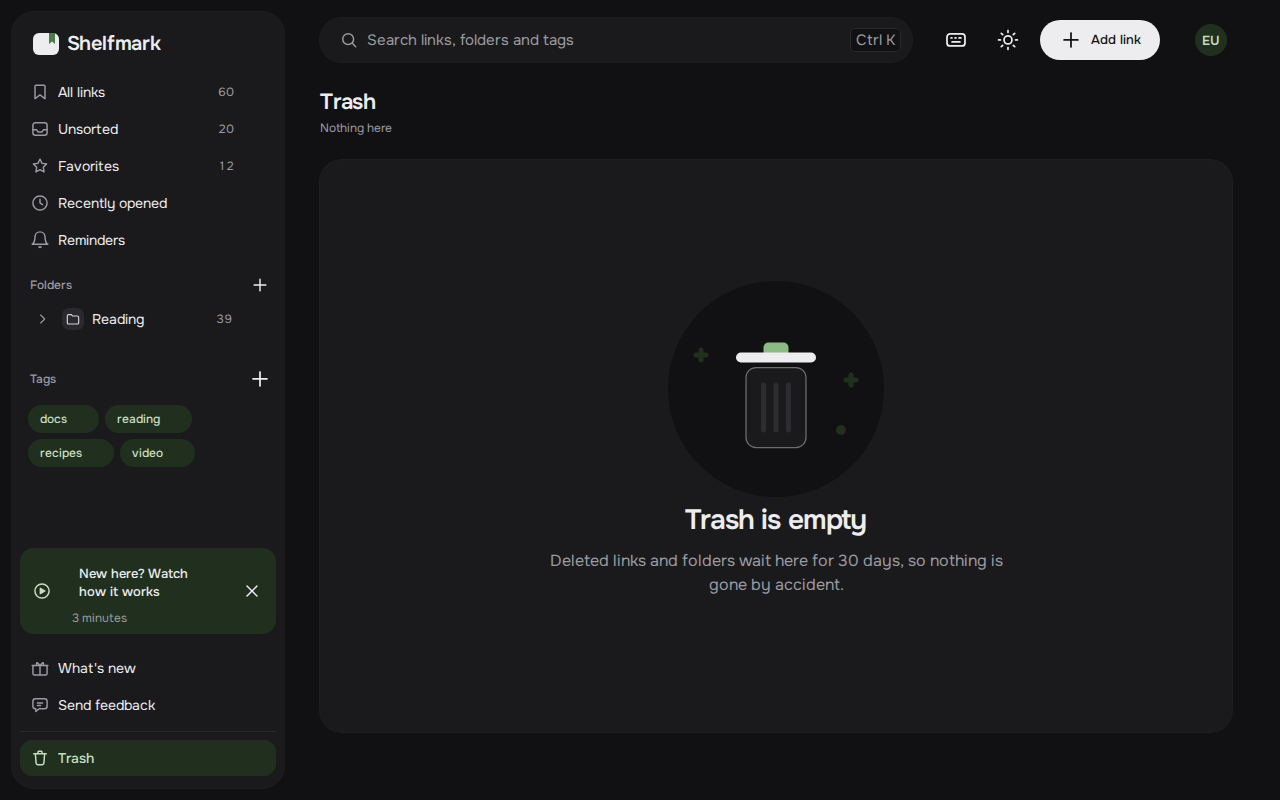 Shelfmark
All links 60
Unsorted 20
Favorites 12
Recently opened
Reminders
Folders
Reading 39
Tags
docs reading
recipes video
New here? Watch
how it works
3 minutes
What's new
Send feedback
Trash
Search links, folders and tags Ctrl K
Add link
EU
Trash
Nothing here
Trash is empty
Deleted links and folders wait here for 30 days, so nothing is
gone by accident.